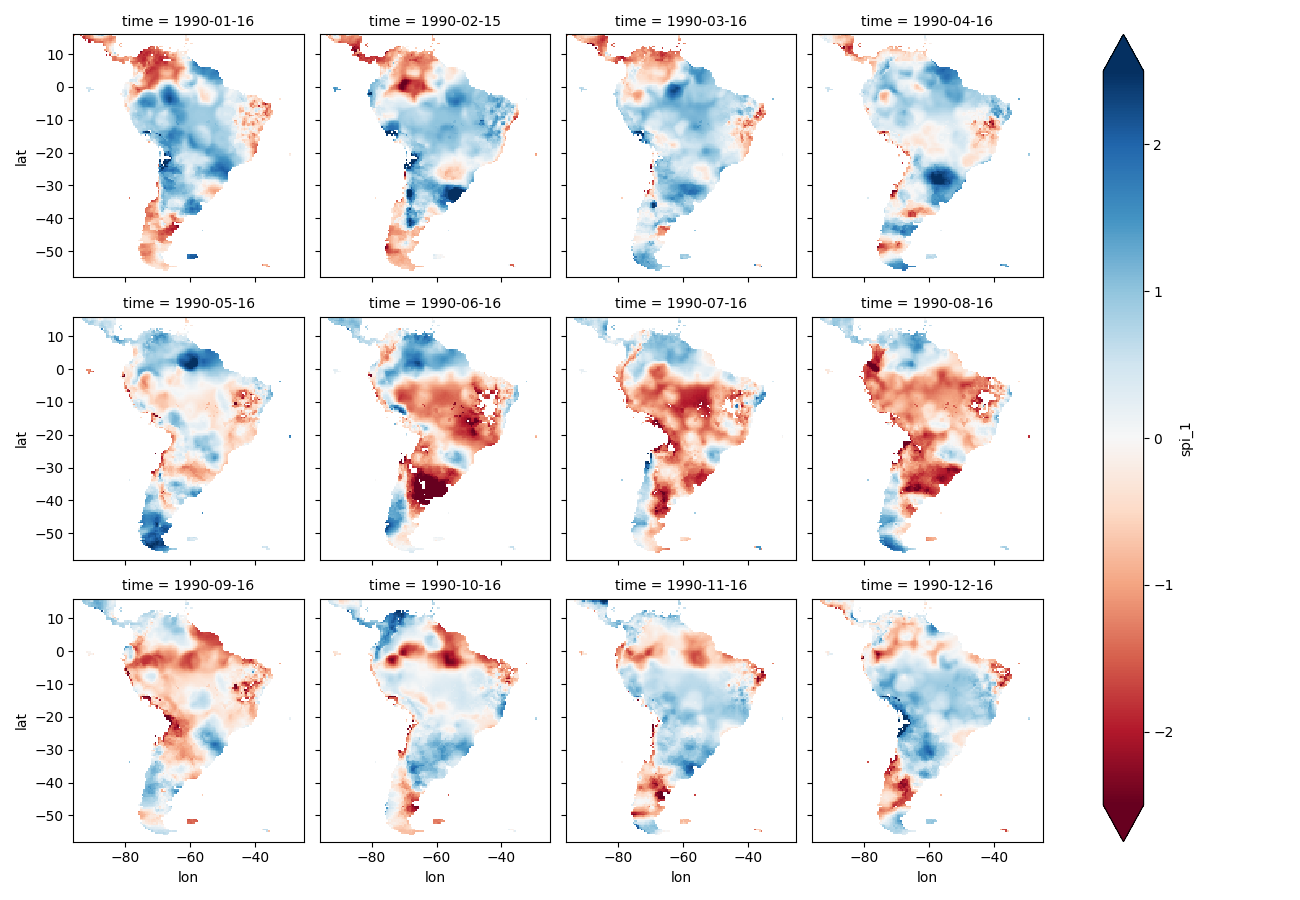 time = 1990-01-16
time = 1990-02-15
time = 1990-03-16
time = 1990-04-16
10
0
−10
−20
−30
−40
−50
lat
time = 1990-05-16
time = 1990-06-16
time = 1990-07-16
time = 1990-08-16
10
0
−10
−20
−30
−40
−50
lat
time = 1990-09-16
time = 1990-10-16
time = 1990-11-16
time = 1990-12-16
10
0
−10
−20
−30
−40
−50
lat
−80 −60 −40
lon
−80 −60 −40
lon
−80 −60 −40
lon
−80 −60 −40
lon
2
1
0
−1
−2
spi_1